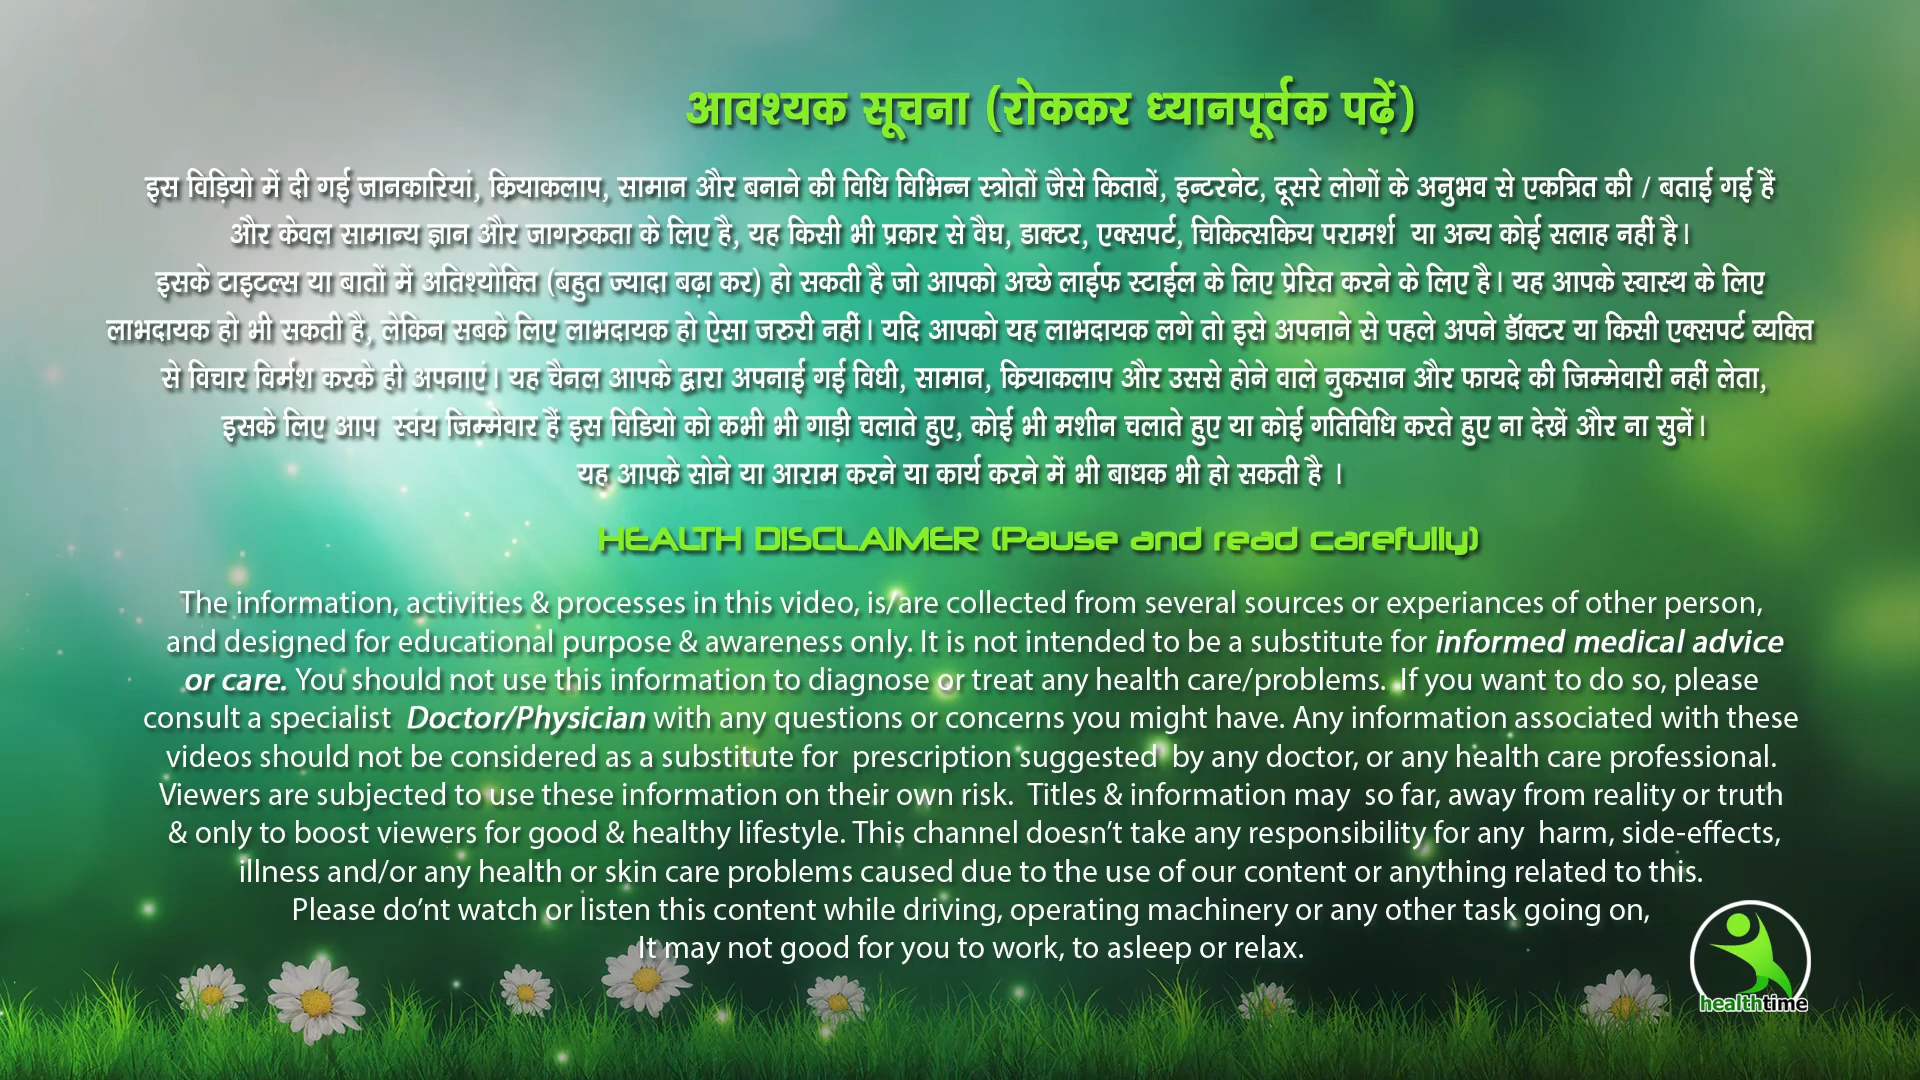 आवश्यक सूचना (रोककर ध्यानपूर्वक पढ़ें)
इस विड़ियो में दी गई जानकारियां, क्रियाकलाप, सामान और बनाने की विधि विभिन्न स्त्रोतों जैसे किताबें, इन्टरनेट, दूसरे लोगों के अनुभव से एकत्रित की / बताई गई हैं
और केवल सामान्य ज्ञान और जागरुकता के लिए है, यह किसी भी प्रकार से वैघ, डाक्टर, एक्सपर्ट, चिकित्सकिय परामर्श या अन्य कोई सलाह नहीं है।
इसके टाइटल्स या बातों में अतिश्योक्ति (बहुत ज्यादा बढ़ा कर) हो सकती है जो आपको अच्छे लाईफ स्टाईल के लिए प्रेरित करने के लिए है। यह आपके स्वास्थ के लिए
लाभदायक हो भी सकती है, लेकिन सबके लिए लाभदायक हो ऐसा जरुरी नहीं। यदि आपको यह लाभदायक लगे तो इसे अपनाने से पहले अपने डॉक्टर या किसी एक्सपर्ट व्यक्ति
से विचार विर्मश करके ही अपनाएं। यह चैनल आपके द्वारा अपनाई गई विधी, सामान, क्रियाकलाप और उससे होने वाले नुकसान और फायदे की जिम्मेवारी नहीं लेता,
इसके लिए आप स्वंय जिम्मेवार हैं इस विडियो को कभी भी गाड़ी चलाते हुए, कोई भी मशीन चलाते हुए या कोई गतिविधि करते हुए ना देखें और ना सुनें।
यह आपके सोने या आराम करने या कार्य करने में भी बाधक भी हो सकती है ।
HEALTH DISCLAIMER (Pause and read carefully)
The information, activities & processes in this video, is/are collected from several sources or experiances of other person,
and designed for educational purpose & awareness only. It is not intended to be a substitute for informed medical advice
or care. You should not use this information to diagnose or treat any health care/problems. If you want to do so, please
consult a specialist Doctor/Physician with any questions or concerns you might have. Any information associated with these
videos should not be considered as a substitute for prescription suggested by any doctor, or any health care professional.
Viewers are subjected to use these information on their own risk. Titles & information may so far, away from reality or truth
& only to boost viewers for good & healthy lifestyle. This channel doesn't take any responsibility for any harm, side-effects,
illness and/or any health or skin care problems caused due to the use of our content or anything related to this.
Please do'nt watch or listen this content while driving, operating machinery or any other task going on,
It may not good for you to work, to asleep or relax.
healthtime